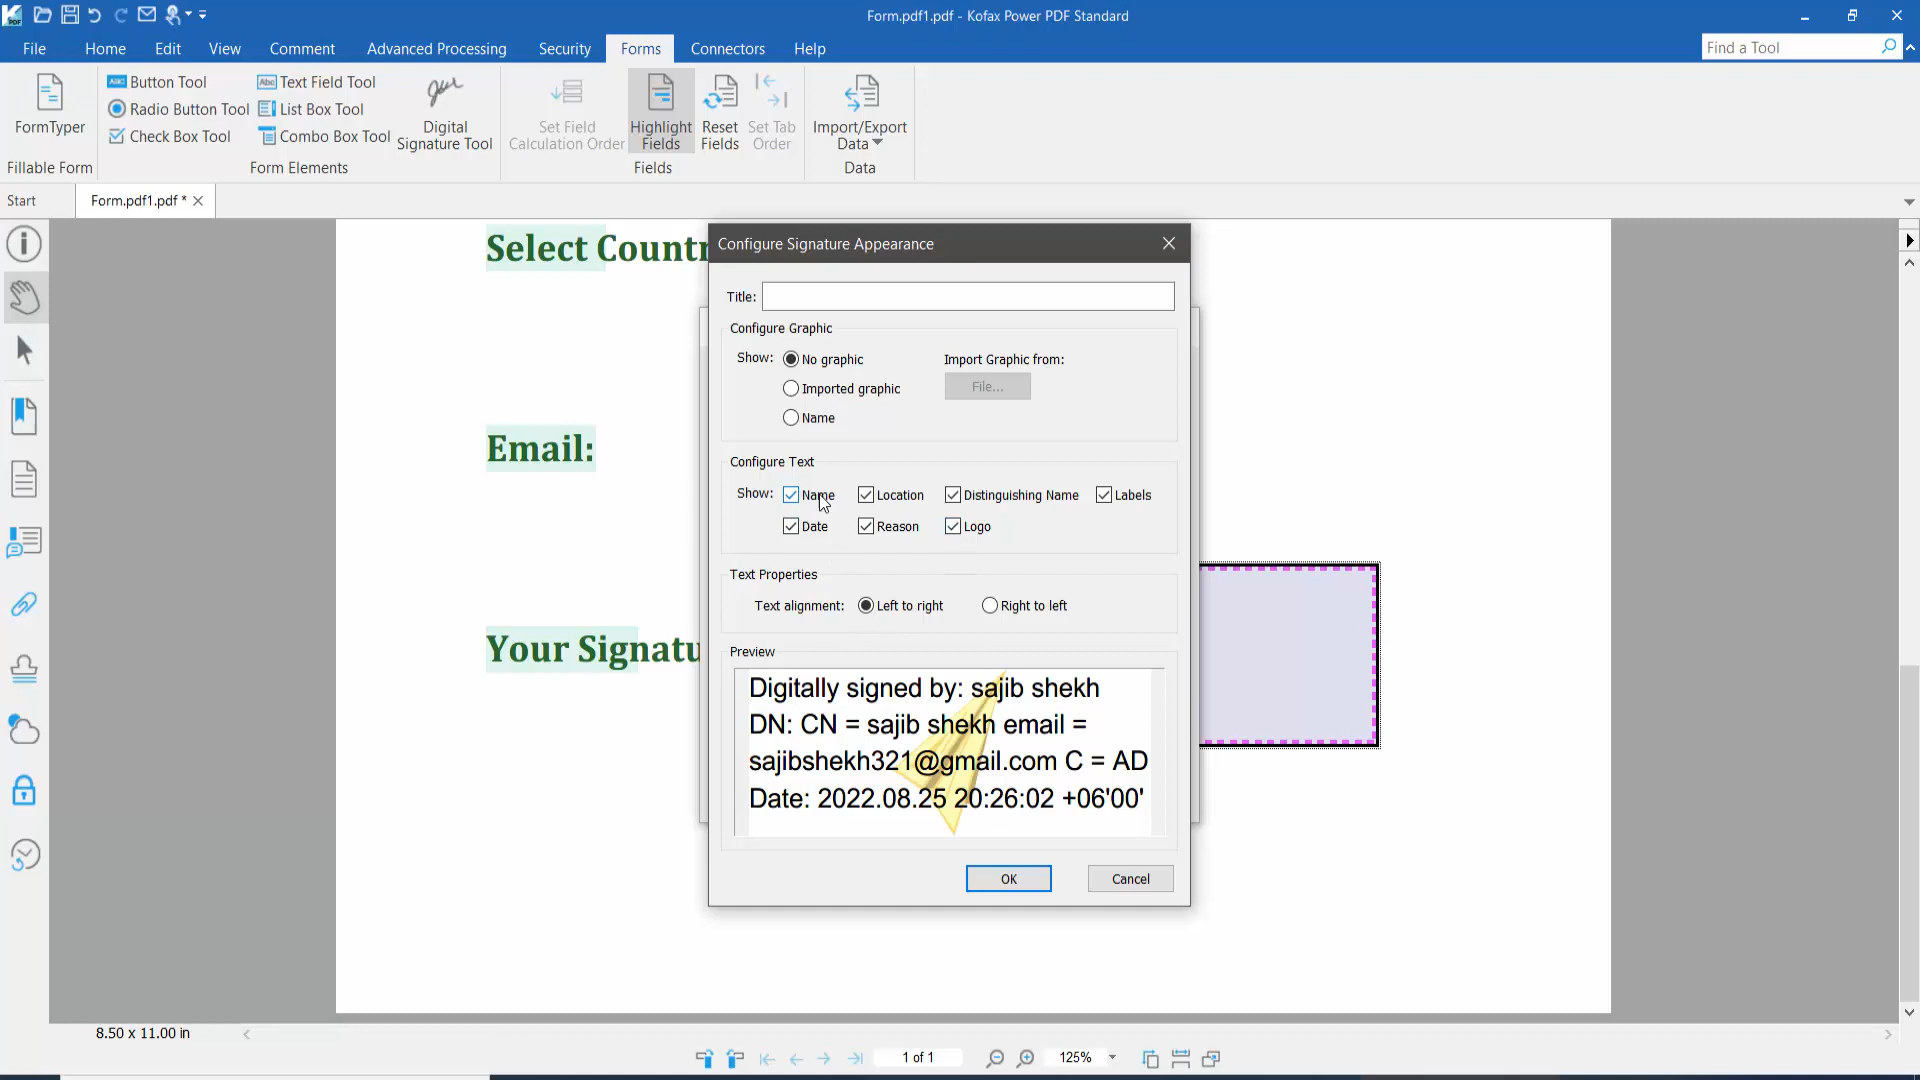 Form.pdf1.pdf - Kofax Power PDF Standard
File Home Edit View Comment Advanced Processing Security Forms Connectors Help
Find a Tool
FormTyper
Fillable Form
Button Tool
Radio Button Tool
Check Box Tool
Text Field Tool
List Box Tool
Combo Box Tool
Digital
Signature Tool
Form Elements
Set Field
Calculation Order
Highlight
Fields
Reset
Fields
Set Tab
Order
Fields
Import/Export
Data
Data
Start
Form.pdf1.pdf *
Select Countr
Email:
Your Signatu
Configure Signature Appearance
Title:
Configure Graphic
Show: No graphic
Imported graphic
Name
Import Graphic from:
File...
Configure Text
Show: Name Location Distinguishing Name Labels
Date Reason Logo
Text Properties
Text alignment: Left to right Right to left
Preview
Digitally signed by: sajib shekh
DN: CN = sajib shekh email =
sajibshekh321@gmail.com C = AD
Date: 2022.08.25 20:26:02 +06'00'
OK Cancel
8.50 x 11.00 in
1 of 1
125%